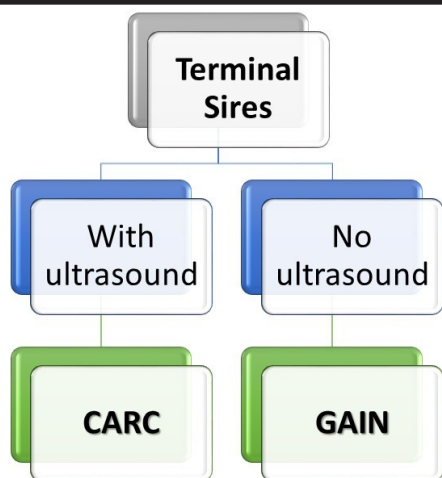 Terminal
Sires
With
ultrasound
No
ultrasound
CARC
GAIN